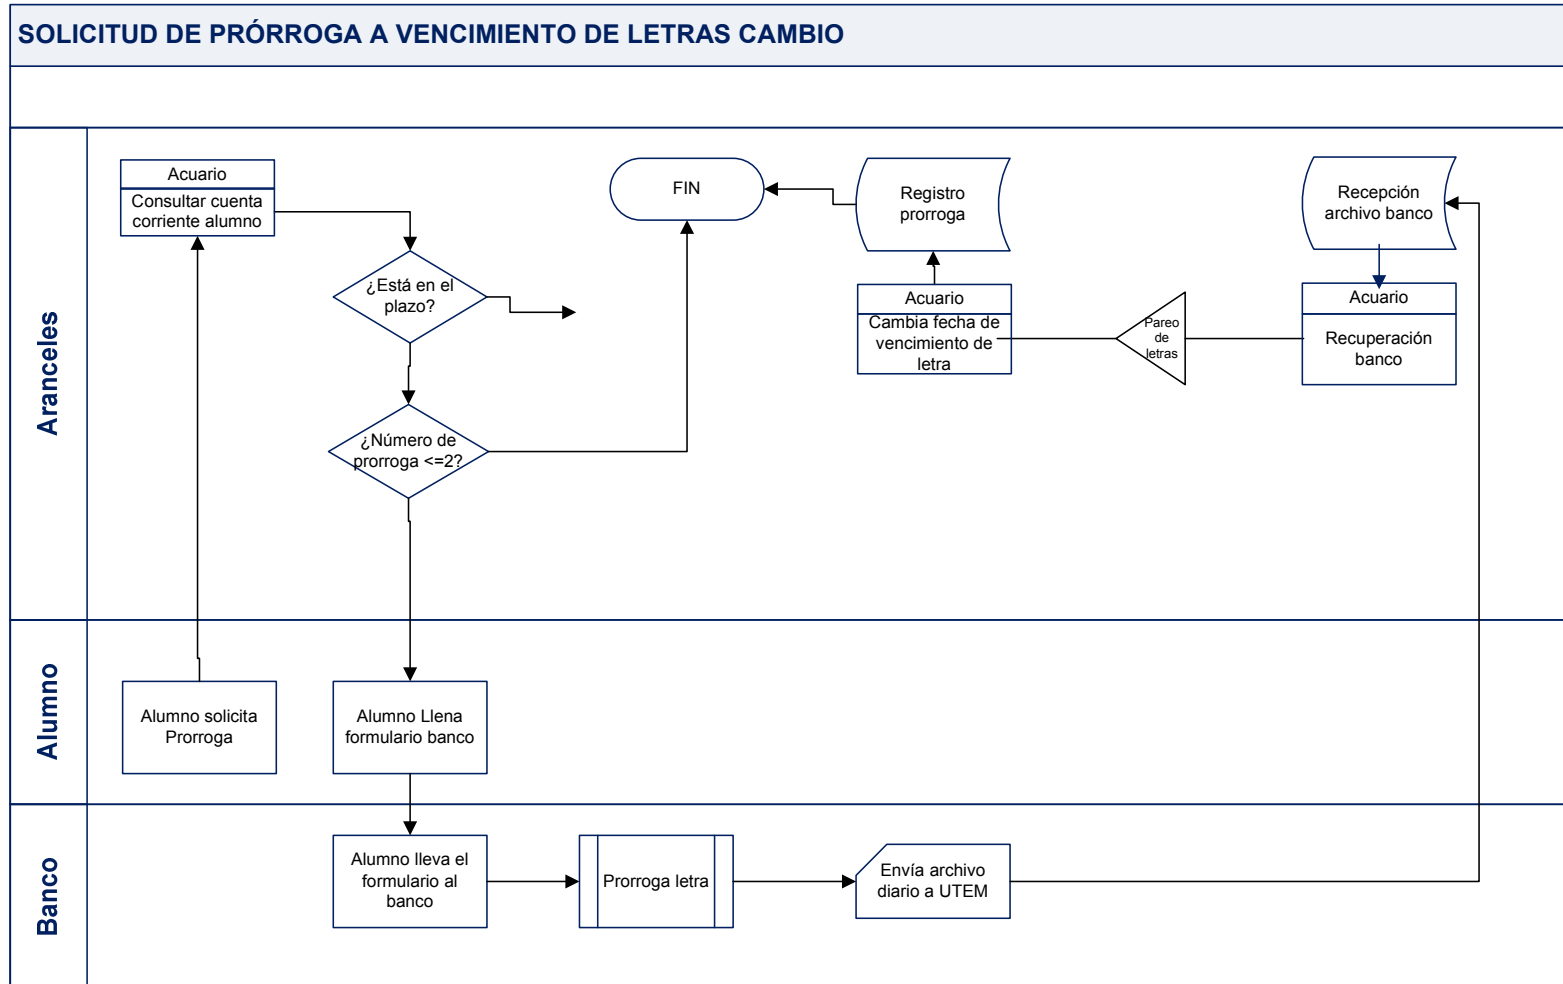 SOLICITUD DE PRÓRROGA A VENCIMIENTO DE LETRAS CAMBIO
Aranceles
Acuario
Consultar cuenta
corriente alumno
¿Está en el
plazo?
¿Número de
prorroga <=2?
FIN
Registro
prorroga
Acuario
Cambia fecha de
vencimiento de
letra
Pareo
de
letras
Recepción
archivo banco
Acuario
Recuperación
banco
Alumno
Alumno solicita
Prorroga
Alumno Llena
formulario banco
Banco
Alumno lleva el
formulario al
banco
Prorroga letra
Envía archivo
diario a UTEM